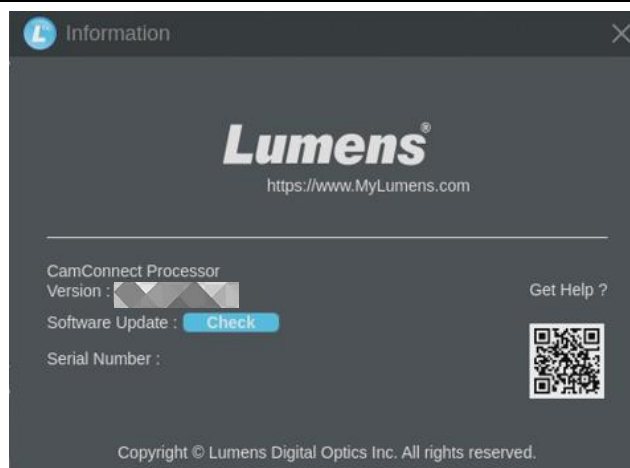 Information
Lumens®
https://www.MyLumens.com
CamConnect Processor
Version :
Get Help ?
Software Update : Check
Serial Number :
Copyright © Lumens Digital Optics Inc. All rights reserved.